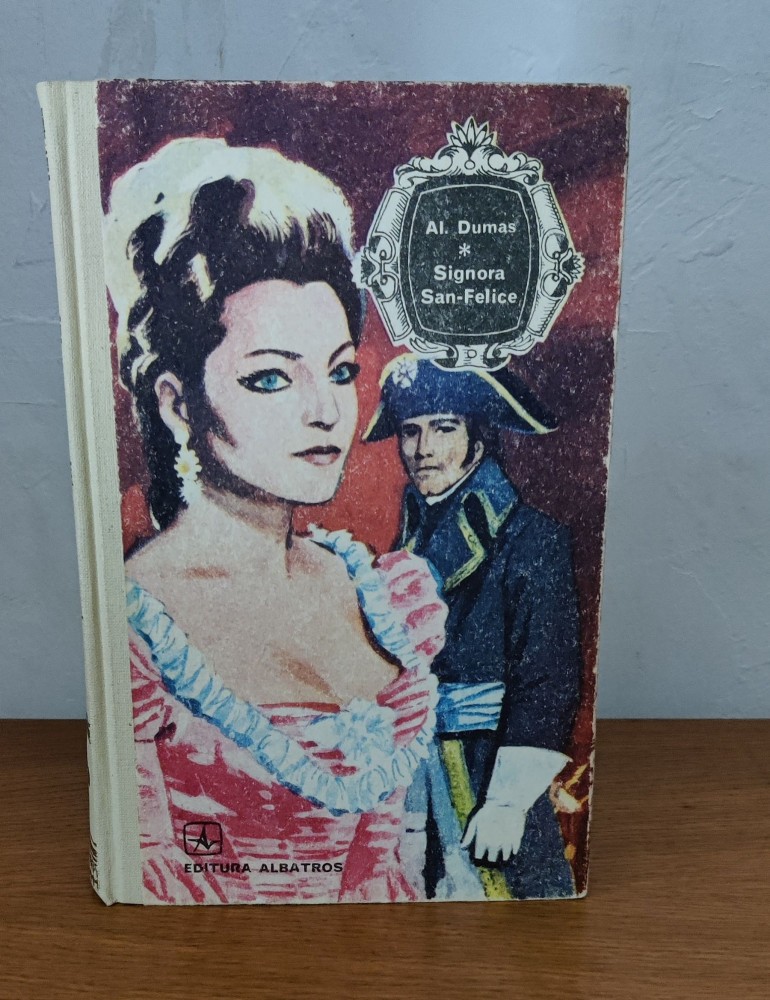 Al. Dumas
*
Signora
San-Felice
EDITURA ALBATROS